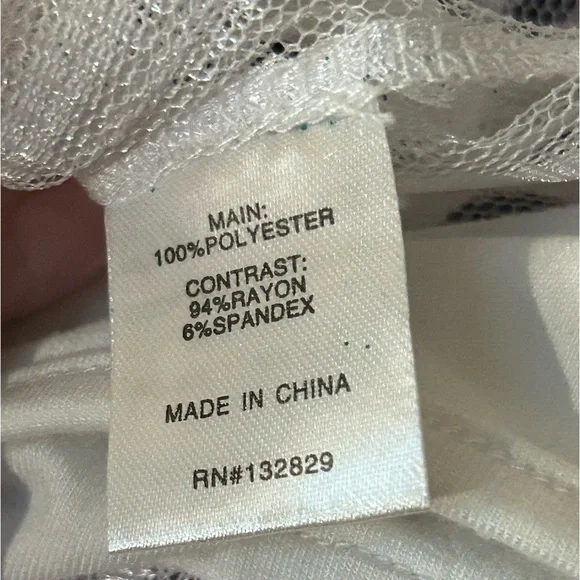 MAIN:
100%POLYESTER
CONTRAST:
94%RAYON
6%SPANDEX
MADE IN CHINA
RN#132829